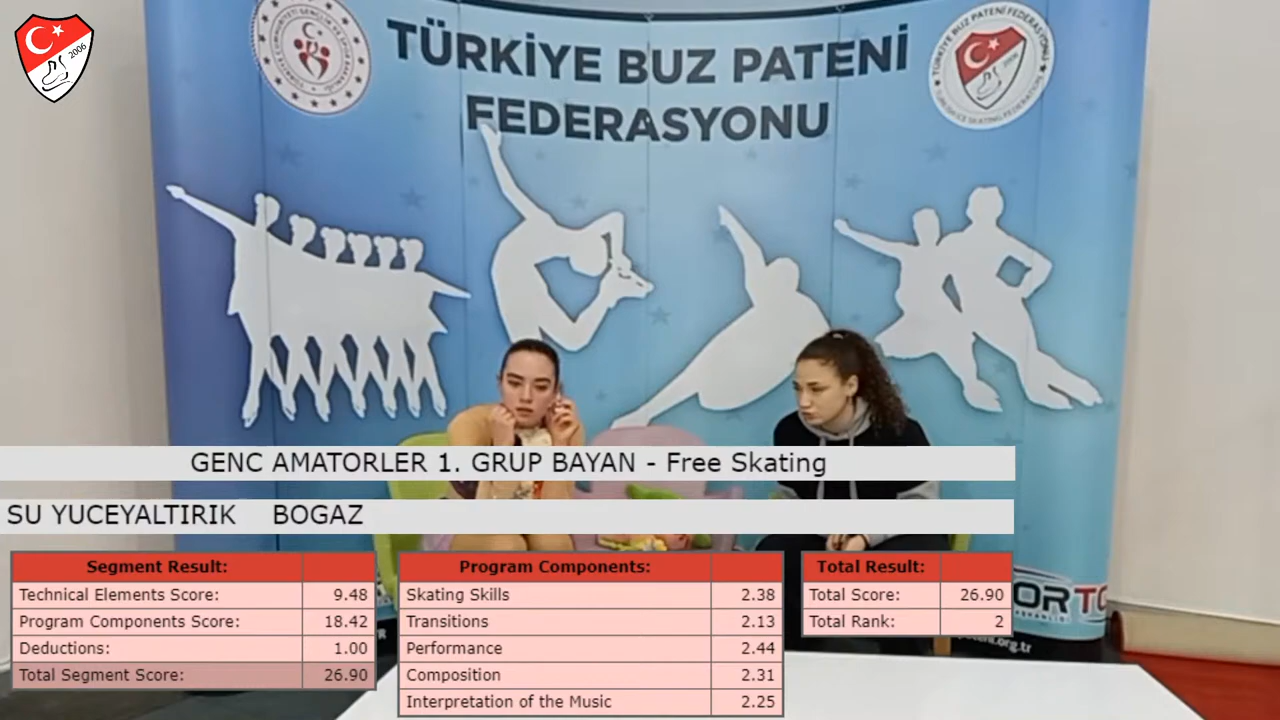 2006
TÜRKİYE BUZ PATENİ
FEDERASYONU
GENC AMATORLER 1. GRUP BAYAN - Free Skating
SU YUCEYALTIRIK BOGAZ
Segment Result:
Technical Elements Score: 9.48
Program Components Score: 18.42
Deductions: 1.00
Total Segment Score: 26.90
Program Components:
Skating Skills 2.38
Transitions 2.13
Performance 2.44
Composition 2.31
Interpretation of the Music 2.25
Total Result:
Total Score: 26.90
Total Rank: 2